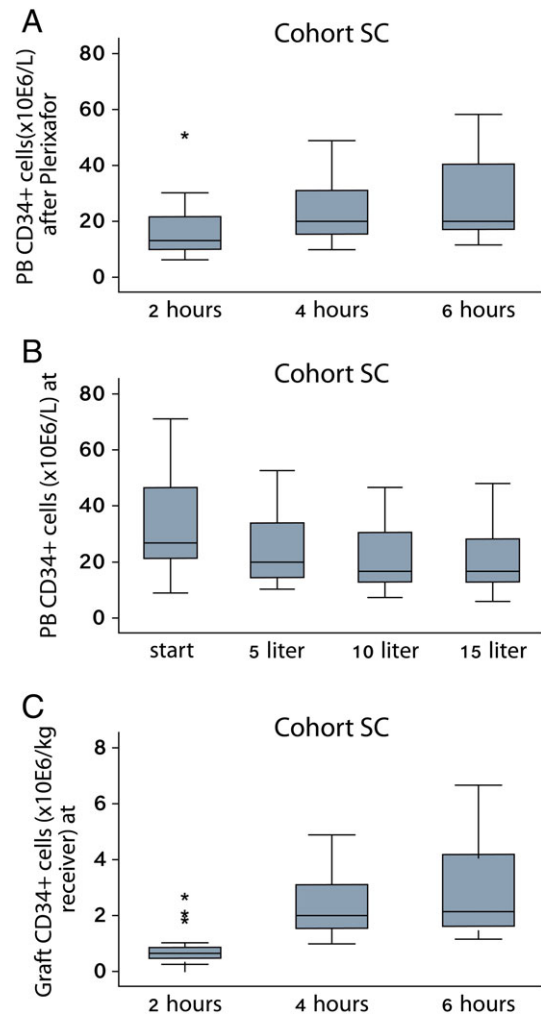 A
Cohort SC
PB CD34+ cells(x10E6/L)
after Plerixafor
80
60
40
20
0
2 hours 4 hours 6 hours
B
Cohort SC
PB CD34+ cells (x10E6/L) at
80
60
40
20
0
start 5 liter 10 liter 15 liter
C
Cohort SC
Graft CD34+ cells (x10E6/kg
receiver) at
8
6
4
2
0
2 hours 4 hours 6 hours